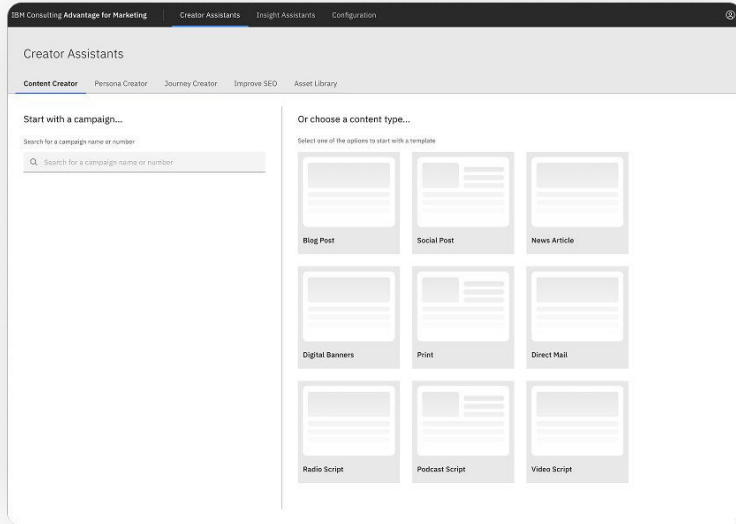 IBM Consulting Advantage for Marketing
Creator Assistants
Insight Assistants
Configuration
Creator Assistants
Content Creator
Persona Creator
Journey Creator
Improve SEO
Asset Library
Start with a campaign...
Search for a campaign name or number
Search for a campaign name or number
Or choose a content type...
Select one of the options to start with a template
Blog Post
Social Post
News Article
Digital Banners
Print
Direct Mail
Radio Script
Podcast Script
Video Script